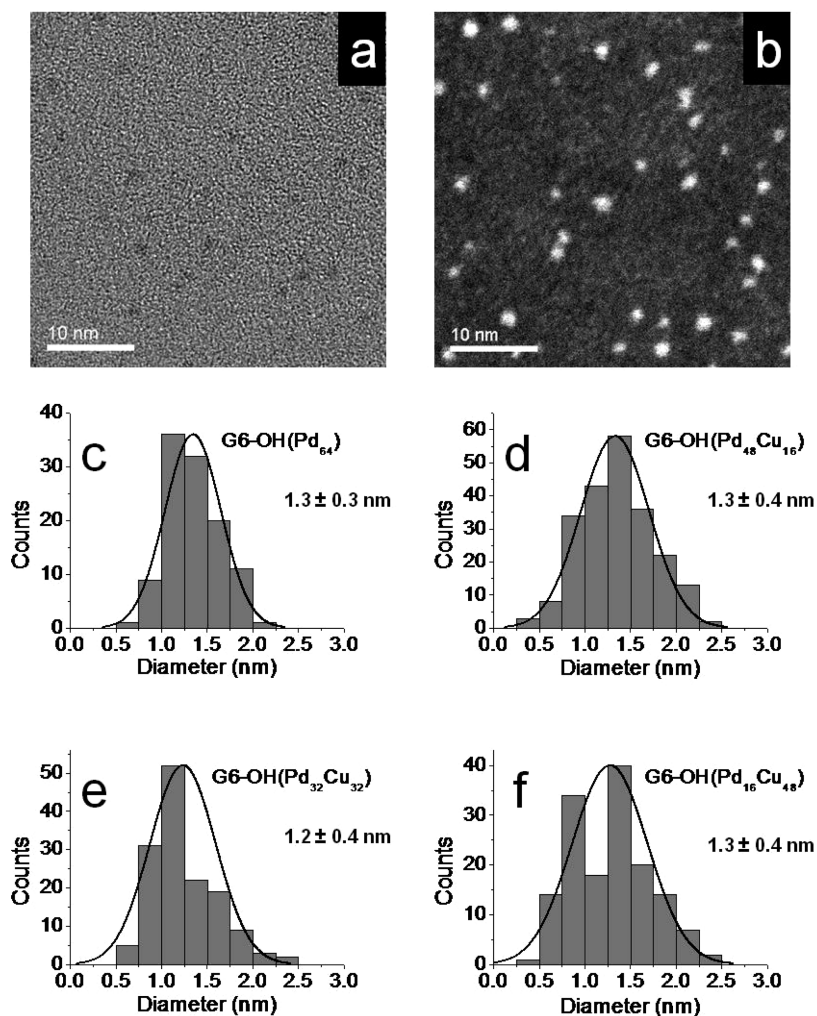 a
b
10 nm
10 nm
c
G6-OH(Pd₆₄)
1.3 ± 0.3 nm
Counts
40
30
20
10
0
0.0 0.5 1.0 1.5 2.0 2.5 3.0
Diameter (nm)
d
G6-OH(Pd₄₈Cu₁₆)
1.3 ± 0.4 nm
Counts
60
50
40
30
20
10
0
0.0 0.5 1.0 1.5 2.0 2.5 3.0
Diameter (nm)
e
G6-OH(Pd₃₂Cu₃₂)
1.2 ± 0.4 nm
Counts
50
40
30
20
10
0
0.0 0.5 1.0 1.5 2.0 2.5 3.0
Diameter (nm)
f
G6-OH(Pd₁₆Cu₄₈)
1.3 ± 0.4 nm
Counts
40
30
20
10
0
0.0 0.5 1.0 1.5 2.0 2.5 3.0
Diameter (nm)